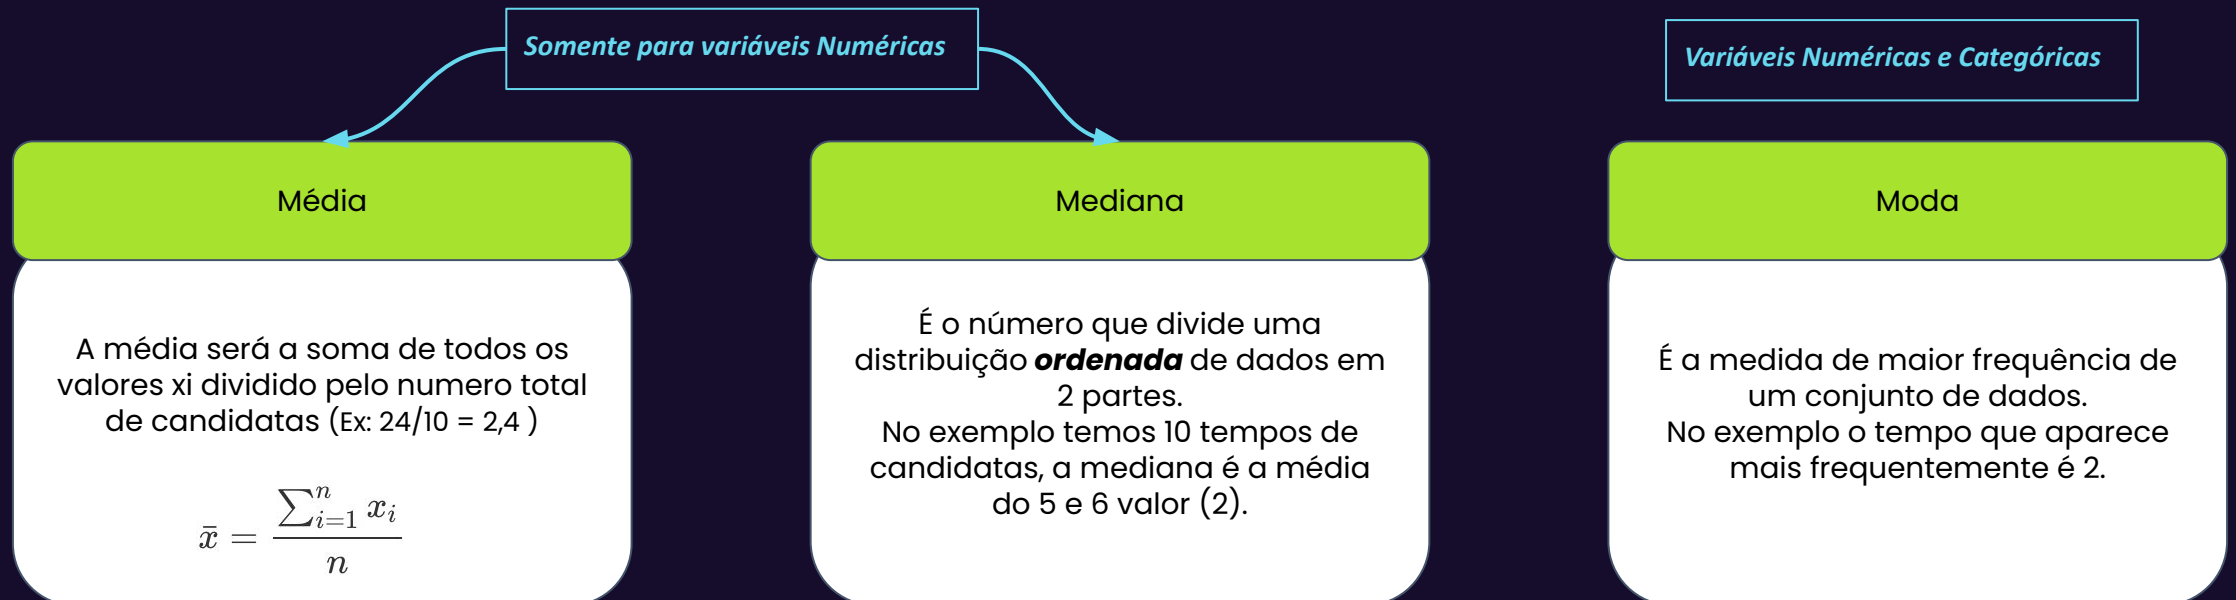 Somente para variáveis Numéricas
Variáveis Numéricas e Categóricas
Média
A média será a soma de todos os
valores xi dividido pelo numero total
de candidatas (Ex: 24/10 = 2,4 )
x̄ = ∑ⁿᵢ₌₁ xᵢ / n
Mediana
É o número que divide uma
distribuição ordenada de dados em
2 partes.
No exemplo temos 10 tempos de
candidatas, a mediana é a média
do 5 e 6 valor (2).
Moda
É a medida de maior frequência de
um conjunto de dados.
No exemplo o tempo que aparece
mais frequentemente é 2.